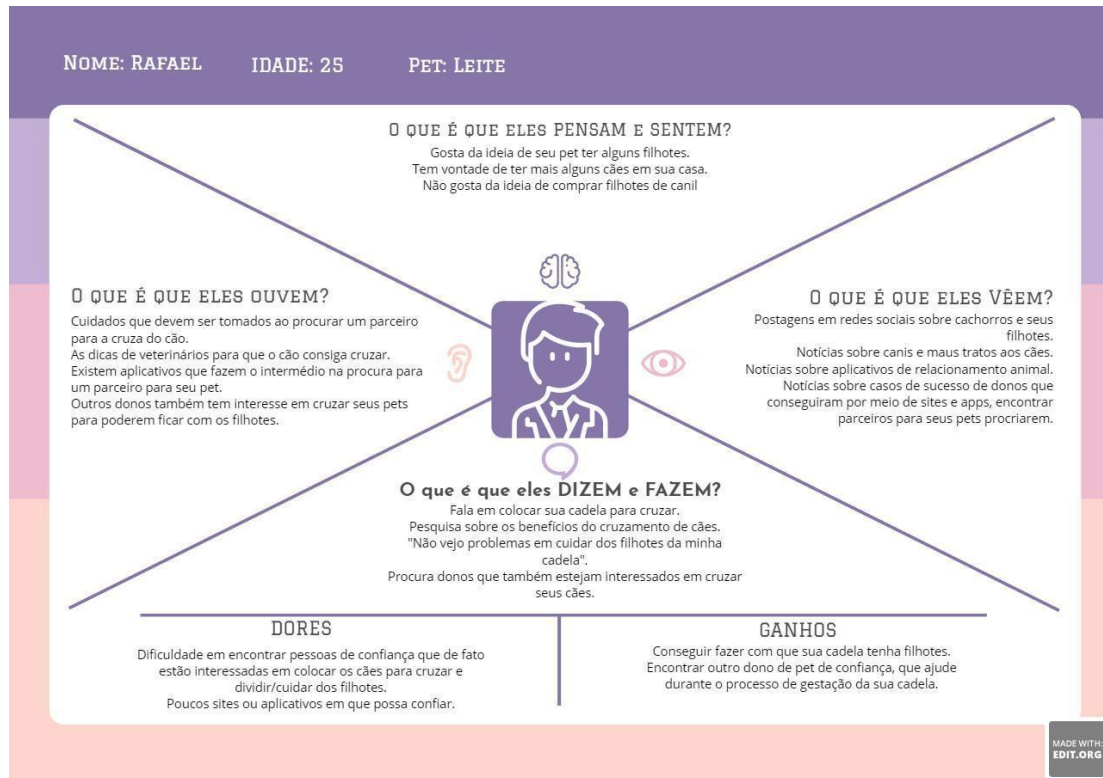 Nome: Rafael
IDADE: 25
Pet: Leite
O que é que eles PENSAM e SENTEM?
Gosta da ideia de seu pet ter alguns filhotes.
Tem vontade de ter mais alguns cães em sua casa.
Não gosta da ideia de comprar filhotes de canil
O que é que eles ouvem?
Cuidados que devem ser tomados ao procurar um parceiro
para a cruza do cão.
As dicas de veterinários para que o cão consiga cruzar.
Existem aplicativos que fazem o intermédio na procura para
um parceiro para seu pet.
Outros donos também tem interesse em cruzar seus pets
para poderem ficar com os filhotes.
O que é que eles Vêem?
Postagens em redes sociais sobre cachorros e seus
filhotes.
Notícias sobre canis e maus tratos aos cães.
Notícias sobre aplicativos de relacionamento animal.
Notícias sobre casos de sucesso de donos que
conseguiram por meio de sites e apps, encontrar
parceiros para seus pets procriarem.
O que é que eles DIZEM e FAZEM?
Fala em colocar sua cadela para cruzar.
Pesquisa sobre os benefícios do cruzamento de cães.
"Não vejo problemas em cuidar dos filhotes da minha
cadela".
Procura donos que também estejam interessados em cruzar
seus cães.
DORES
Dificuldade em encontrar pessoas de confiança que de fato
estão interessadas em colocar os cães para cruzar e
dividir/cuidar dos filhotes.
Poucos sites ou aplicativos em que possa confiar.
GANHOS
Conseguir fazer com que sua cadela tenha filhotes.
Encontrar outro dono de pet de confiança, que ajude
durante o processo de gestação da sua cadela.
MADE WITH:
EDIT.ORG